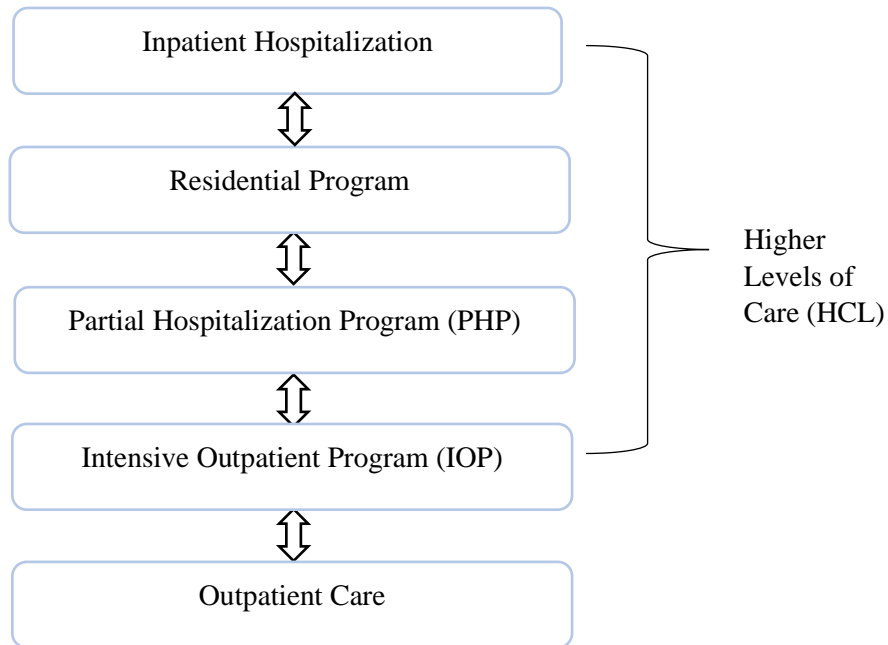 Inpatient Hospitalization
Residential Program
Partial Hospitalization Program (PHP)
Intensive Outpatient Program (IOP)
Outpatient Care
Higher
Levels of
Care (HCL)